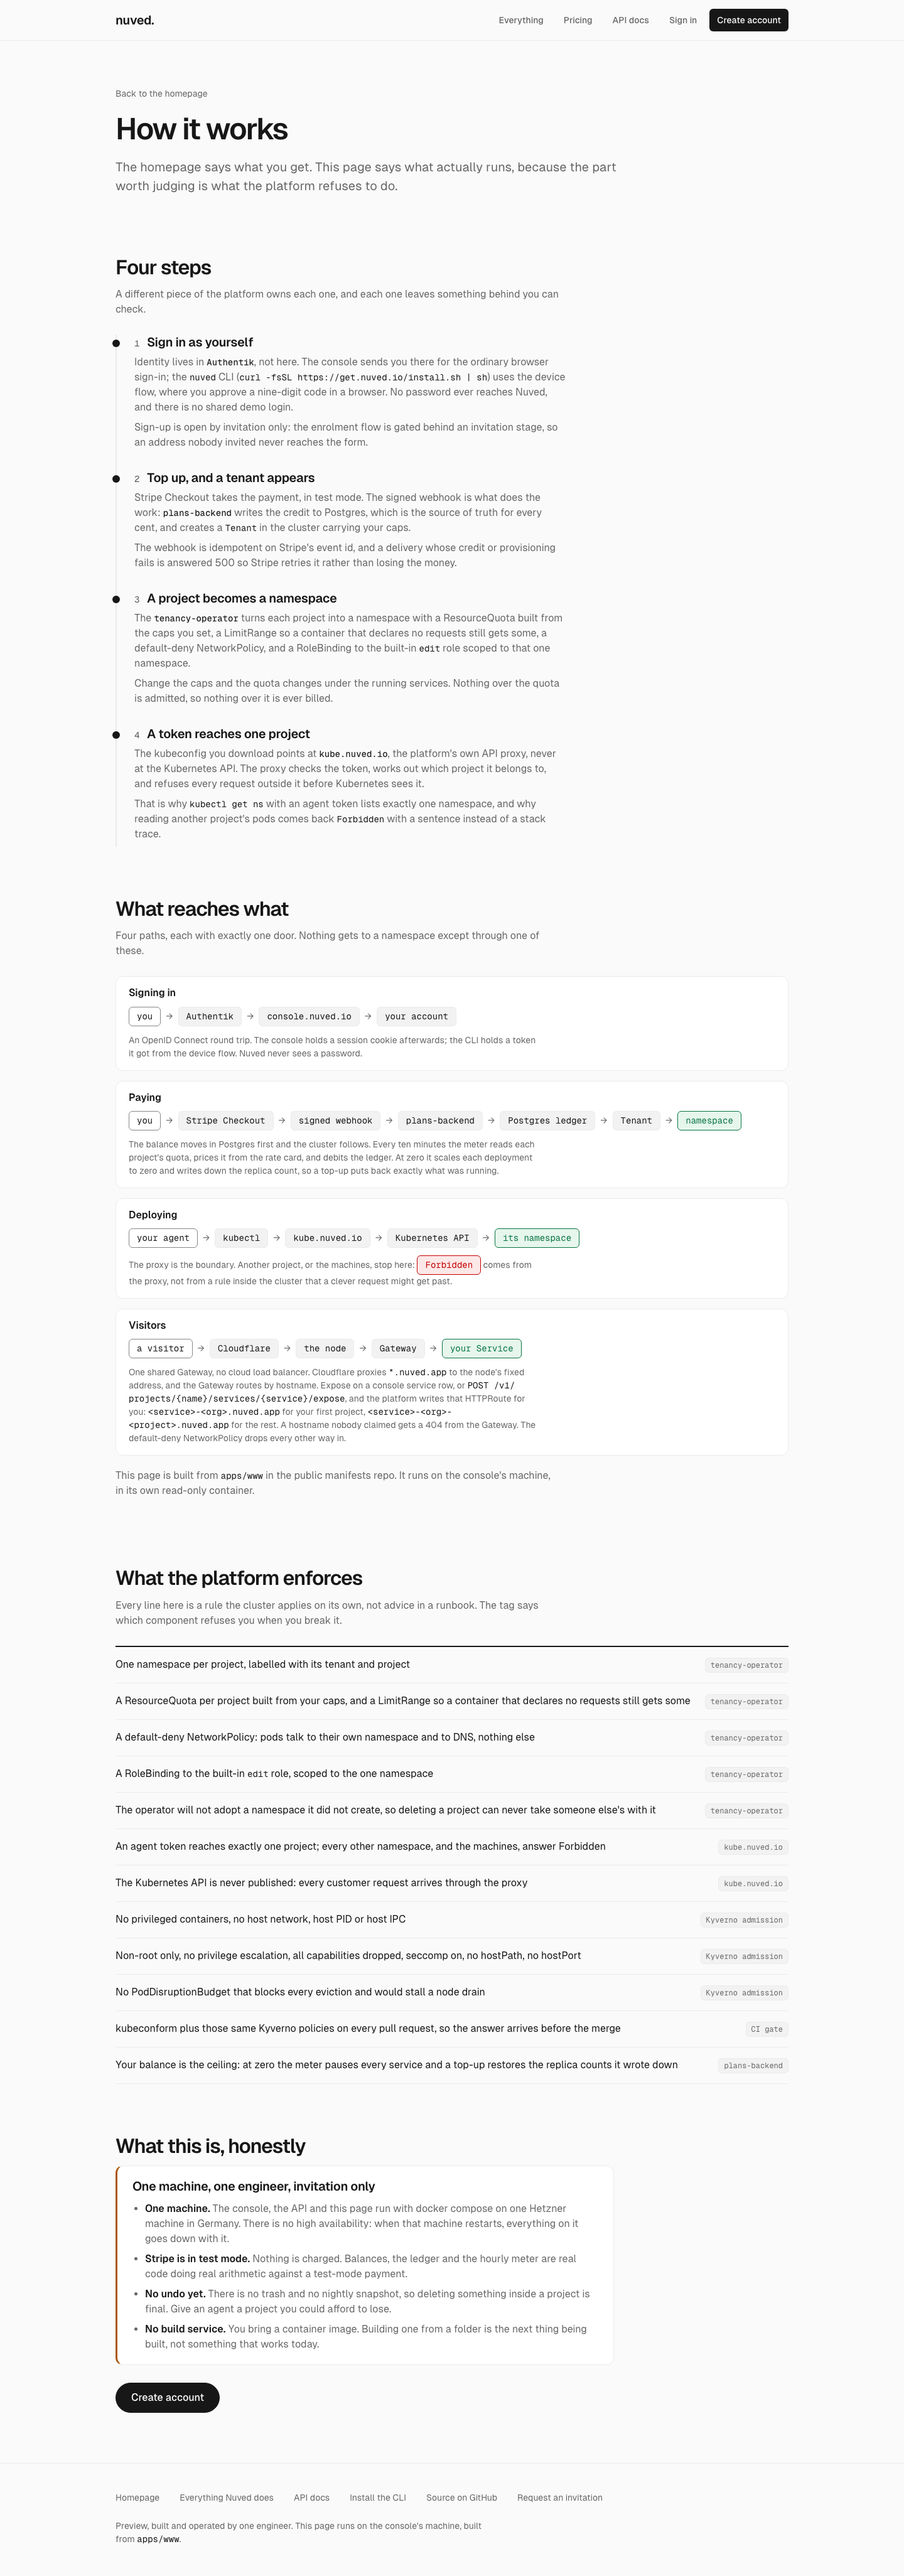 nuved.
Everything
Pricing
API docs
Sign in
Create account
Back to the homepage
How it works
The homepage says what you get. This page says what actually runs, because the part
worth judging is what the platform refuses to do.
Four steps
A different piece of the platform owns each one, and each one leaves something behind you can
check.
1 Sign in as yourself
Identity lives in Authentik, not here. The console sends you there for the ordinary browser
sign-in; the nuved CLI (curl -fsSL https://get.nuved.io/install.sh | sh) uses the device
flow, where you approve a nine-digit code in a browser. No password ever reaches Nuved,
and there is no shared demo login.
Sign-up is open by invitation only: the enrolment flow is gated behind an invitation stage, so
an address nobody invited never reaches the form.
2 Top up, and a tenant appears
Stripe Checkout takes the payment, in test mode. The signed webhook is what does the
work: plans-backend writes the credit to Postgres, which is the source of truth for every
cent, and creates a Tenant in the cluster carrying your caps.
The webhook is idempotent on Stripe's event id, and a delivery whose credit or provisioning
fails is answered 500 so Stripe retries it rather than losing the money.
3 A project becomes a namespace
The tenancy-operator turns each project into a namespace with a ResourceQuota built from
the caps you set, a LimitRange so a container that declares no requests still gets some, a
default-deny NetworkPolicy, and a RoleBinding to the built-in edit role scoped to that one
namespace.
Change the caps and the quota changes under the running services. Nothing over the quota
is admitted, so nothing over it is ever billed.
4 A token reaches one project
The kubeconfig you download points at kube.nuved.io, the platform's own API proxy, never
at the Kubernetes API. The proxy checks the token, works out which project it belongs to,
and refuses every request outside it before Kubernetes sees it.
That is why kubectl get ns with an agent token lists exactly one namespace, and why
reading another project's pods comes back Forbidden with a sentence instead of a stack
trace.
What reaches what
Four paths, each with exactly one door. Nothing gets to a namespace except through one of
these.
Signing in
you → Authentik → console.nuved.io → your account
An OpenID Connect round trip. The console holds a session cookie afterwards; the CLI holds a token
it got from the device flow. Nuved never sees a password.
Paying
you → Stripe Checkout → signed webhook → plans-backend → Postgres ledger → Tenant → namespace
The balance moves in Postgres first and the cluster follows. Every ten minutes the meter reads each
project's quota, prices it from the rate card, and debits the ledger. At zero it scales each deployment
to zero and writes down the replica count, so a top-up puts back exactly what was running.
Deploying
your agent → kubectl → kube.nuved.io → Kubernetes API → its namespace
The proxy is the boundary. Another project, or the machines, stop here: Forbidden comes from
the proxy, not from a rule inside the cluster that a clever request might get past.
Visitors
a visitor → Cloudflare → the node → Gateway → your Service
One shared Gateway, no cloud load balancer. Cloudflare proxies *.nuved.app to the node's fixed
address, and the Gateway routes by hostname. Expose on a console service row, or POST /v1/
projects/{name}/services/{service}/expose, and the platform writes that HTTPRoute for
you: <service>-<org>.nuved.app for your first project, <service>-<org>-
<project>.nuved.app for the rest. A hostname nobody claimed gets a 404 from the Gateway. The
default-deny NetworkPolicy drops every other way in.
This page is built from apps/www in the public manifests repo. It runs on the console's machine,
in its own read-only container.
What the platform enforces
Every line here is a rule the cluster applies on its own, not advice in a runbook. The tag says
which component refuses you when you break it.
One namespace per project, labelled with its tenant and project tenancy-operator
A ResourceQuota per project built from your caps, and a LimitRange so a container that declares no requests still gets some tenancy-operator
A default-deny NetworkPolicy: pods talk to their own namespace and to DNS, nothing else tenancy-operator
A RoleBinding to the built-in edit role, scoped to the one namespace tenancy-operator
The operator will not adopt a namespace it did not create, so deleting a project can never take someone else's with it tenancy-operator
An agent token reaches exactly one project; every other namespace, and the machines, answer Forbidden kube.nuved.io
The Kubernetes API is never published: every customer request arrives through the proxy kube.nuved.io
No privileged containers, no host network, host PID or host IPC Kyverno admission
Non-root only, no privilege escalation, all capabilities dropped, seccomp on, no hostPath, no hostPort Kyverno admission
No PodDisruptionBudget that blocks every eviction and would stall a node drain Kyverno admission
kubeconform plus those same Kyverno policies on every pull request, so the answer arrives before the merge CI gate
Your balance is the ceiling: at zero the meter pauses every service and a top-up restores the replica counts it wrote down plans-backend
What this is, honestly
One machine, one engineer, invitation only
• One machine. The console, the API and this page run with docker compose on one Hetzner
machine in Germany. There is no high availability: when that machine restarts, everything on it
goes down with it.
• Stripe is in test mode. Nothing is charged. Balances, the ledger and the hourly meter are real
code doing real arithmetic against a test-mode payment.
• No undo yet. There is no trash and no nightly snapshot, so deleting something inside a project is
final. Give an agent a project you could afford to lose.
• No build service. You bring a container image. Building one from a folder is the next thing being
built, not something that works today.
Create account
Homepage
Everything Nuved does
API docs
Install the CLI
Source on GitHub
Request an invitation
Preview, built and operated by one engineer. This page runs on the console's machine, built
from apps/www.